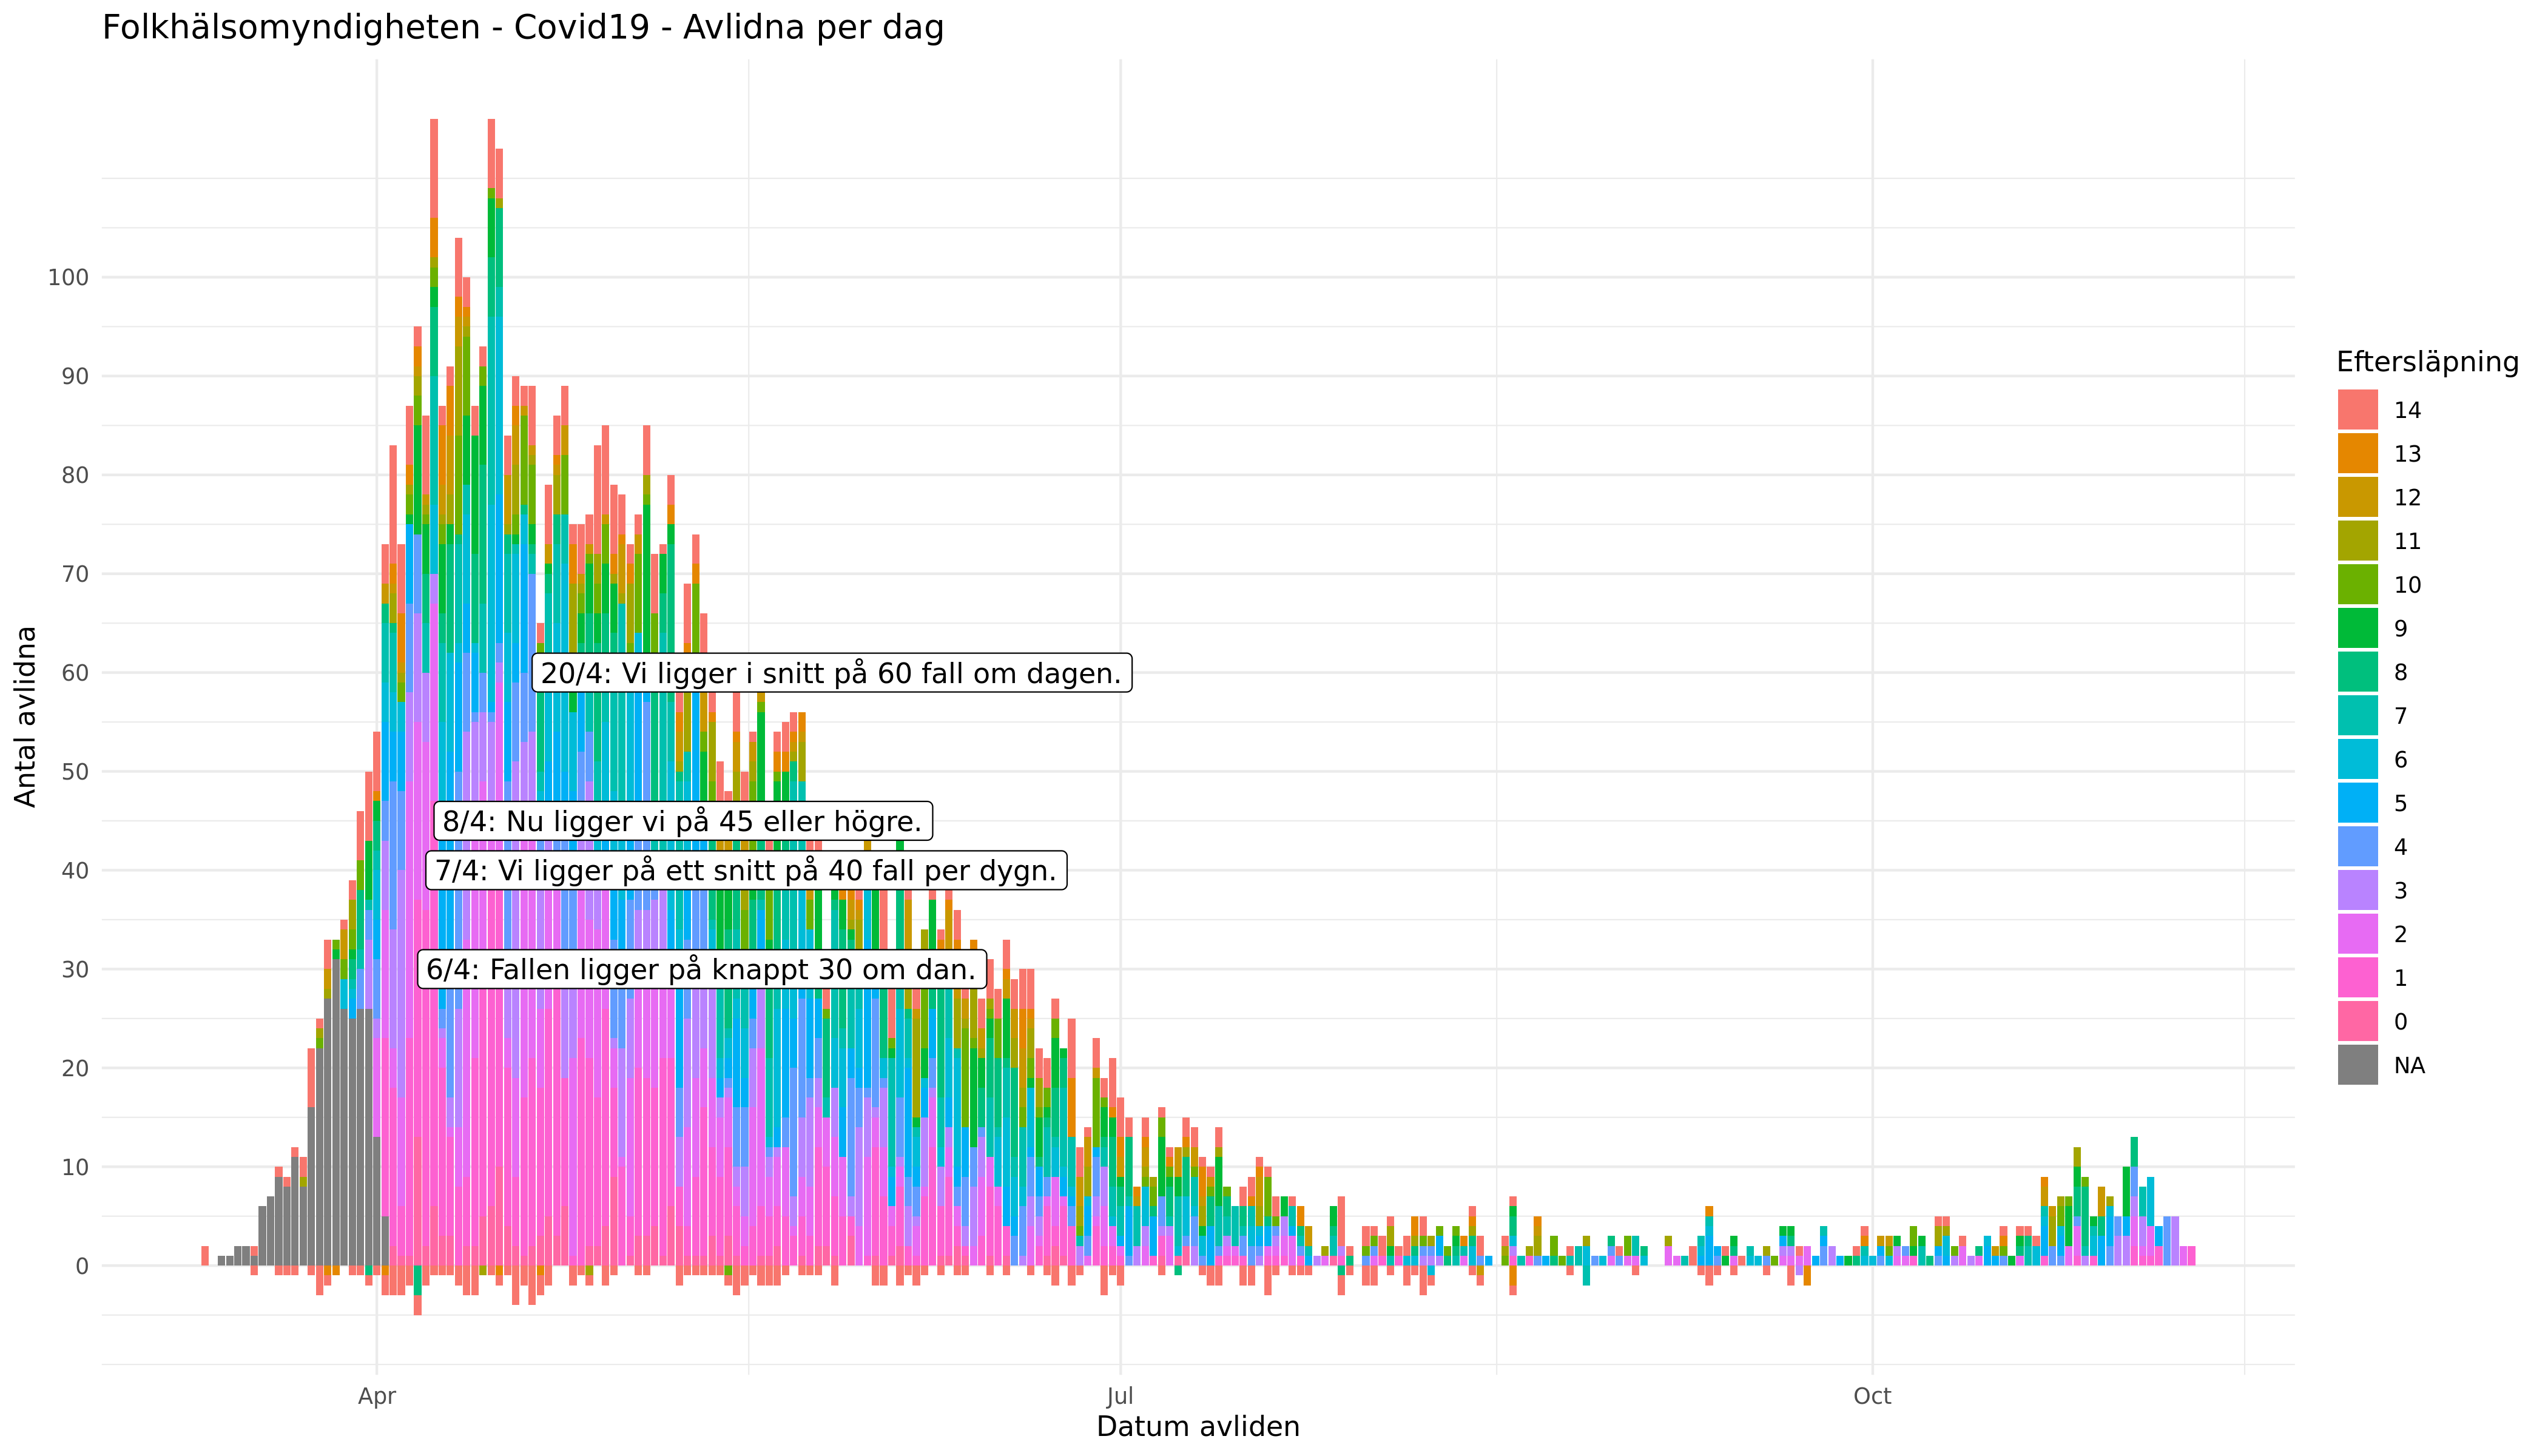 Folkhälsomyndigheten - Covid19 - Avlidna per dag
Antal avlidna
100
90
80
70
60
50
40
30
20
10
0
20/4: Vi ligger i snitt på 60 fall om dagen.
8/4: Nu ligger vi på 45 eller högre.
7/4: Vi ligger på ett snitt på 40 fall per dygn.
6/4: Fallen ligger på knappt 30 om dan.
Apr
Jul
Oct
Datum avliden
Eftersläpning
14
13
12
11
10
9
8
7
6
5
4
3
2
1
0
NA